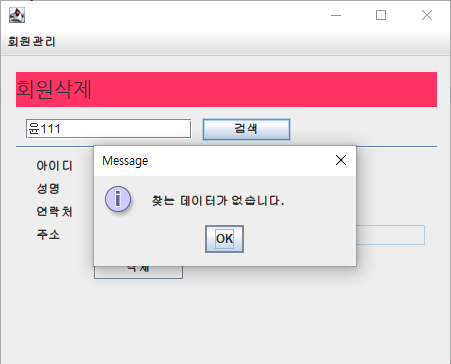 회원관리
회원삭제
윤111 검색
Message
아이디
찾는 데이터가 없습니다.
성명
연락처
주소
OK
삭제